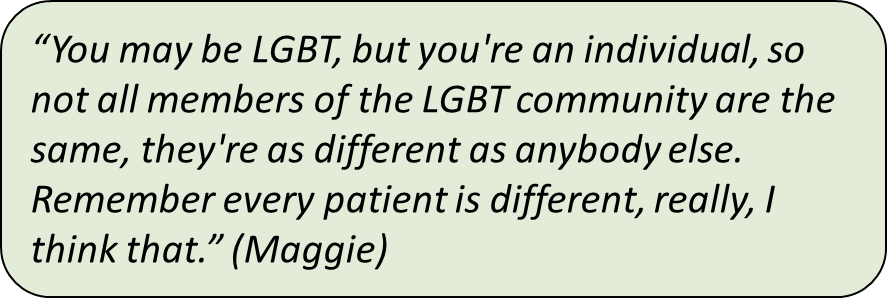 “You may be LGBT, but you're an individual, so
not all members of the LGBT community are the
same, they're as different as anybody else.
Remember every patient is different, really, I
think that.” (Maggie)